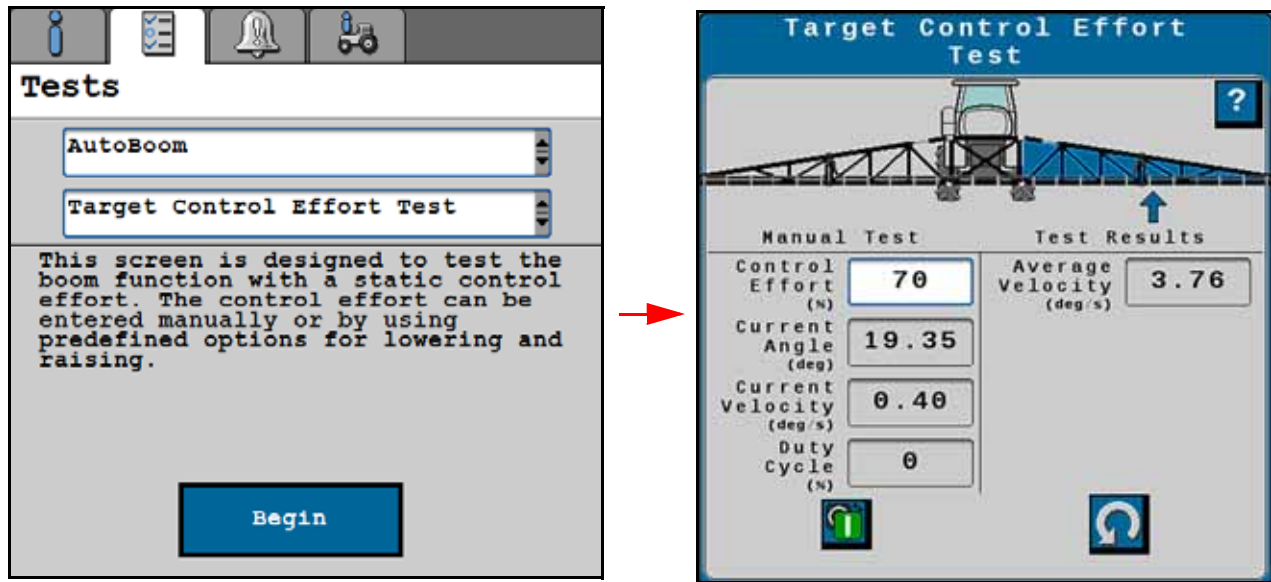 Tests
AutoBoom
Target Control Effort Test
This screen is designed to test the
boom function with a static control
effort. The control effort can be
entered manually or by using
predefined options for lowering and
raising.
Begin
Target Control Effort
Test
?
Manual Test
Control
Effort
(%)
70
Current
Angle
(deg)
19.35
Current
Velocity
(deg/s)
0.40
Duty
Cycle
(%)
0
Test Results
Average
Velocity
(deg/s)
3.76